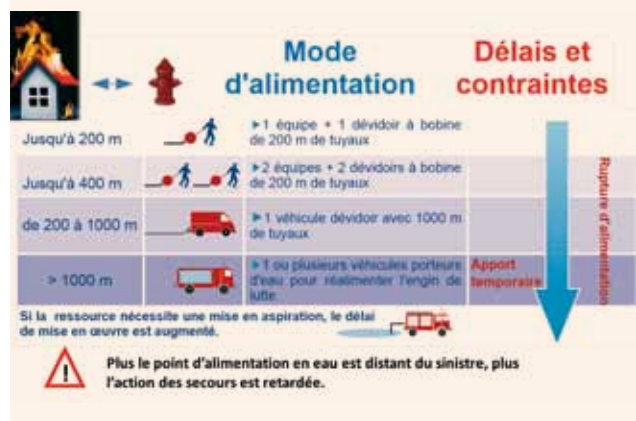 Mode
d'alimentation
Délais et
contraintes
Jusqu'à 200 m
►1 équipe + 1 dévidoir à bobine
de 200 m de tuyaux
Jusqu'à 400 m
►2 équipes + 2 dévidoirs à bobine
de 200 m de tuyaux
de 200 à 1000 m
►1 véhicule dévidoir avec 1000 m
de tuyaux
> 1000 m
►1 ou plusieurs véhicules porteurs
d'eau pour réalimenter l'engin de
lutte
Apport
temporaire
Rupture d'alimentation
Si la ressource nécessite une mise en aspiration, le délai
de mise en œuvre est augmenté.
!
Plus le point d'alimentation en eau est distant du sinistre, plus
l'action des secours est retardée.